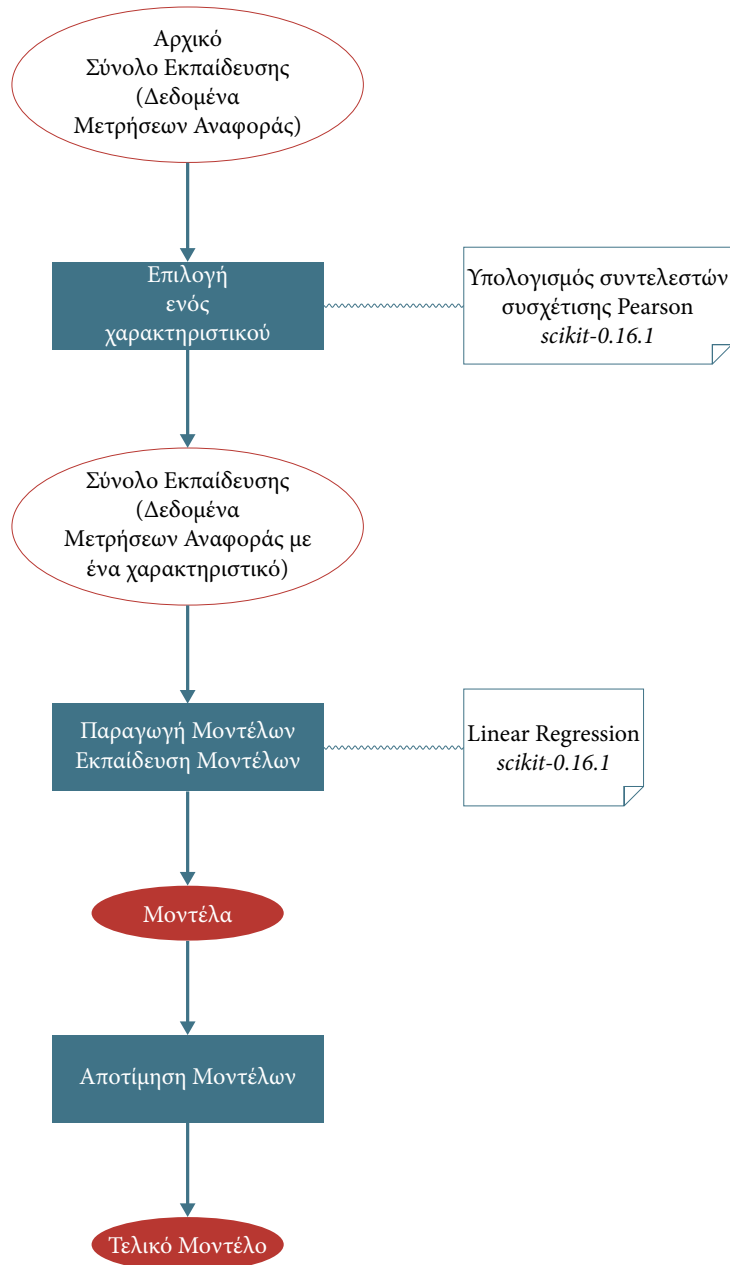 Αρχικό
Σύνολο Εκπαίδευσης
(Δεδομένα
Μετρήσεων Αναφοράς)
Επιλογή
ενός
χαρακτηριστικού
Υπολογισμός συντελεστών
συσχέτισης Pearson
scikit-0.16.1
Σύνολο Εκπαίδευσης
(Δεδομένα
Μετρήσεων Αναφοράς με
ένα χαρακτηριστικό)
Παραγωγή Μοντέλων
Εκπαίδευση Μοντέλων
Linear Regression
scikit-0.16.1
Μοντέλα
Αποτίμηση Μοντέλων
Τελικό Μοντέλο